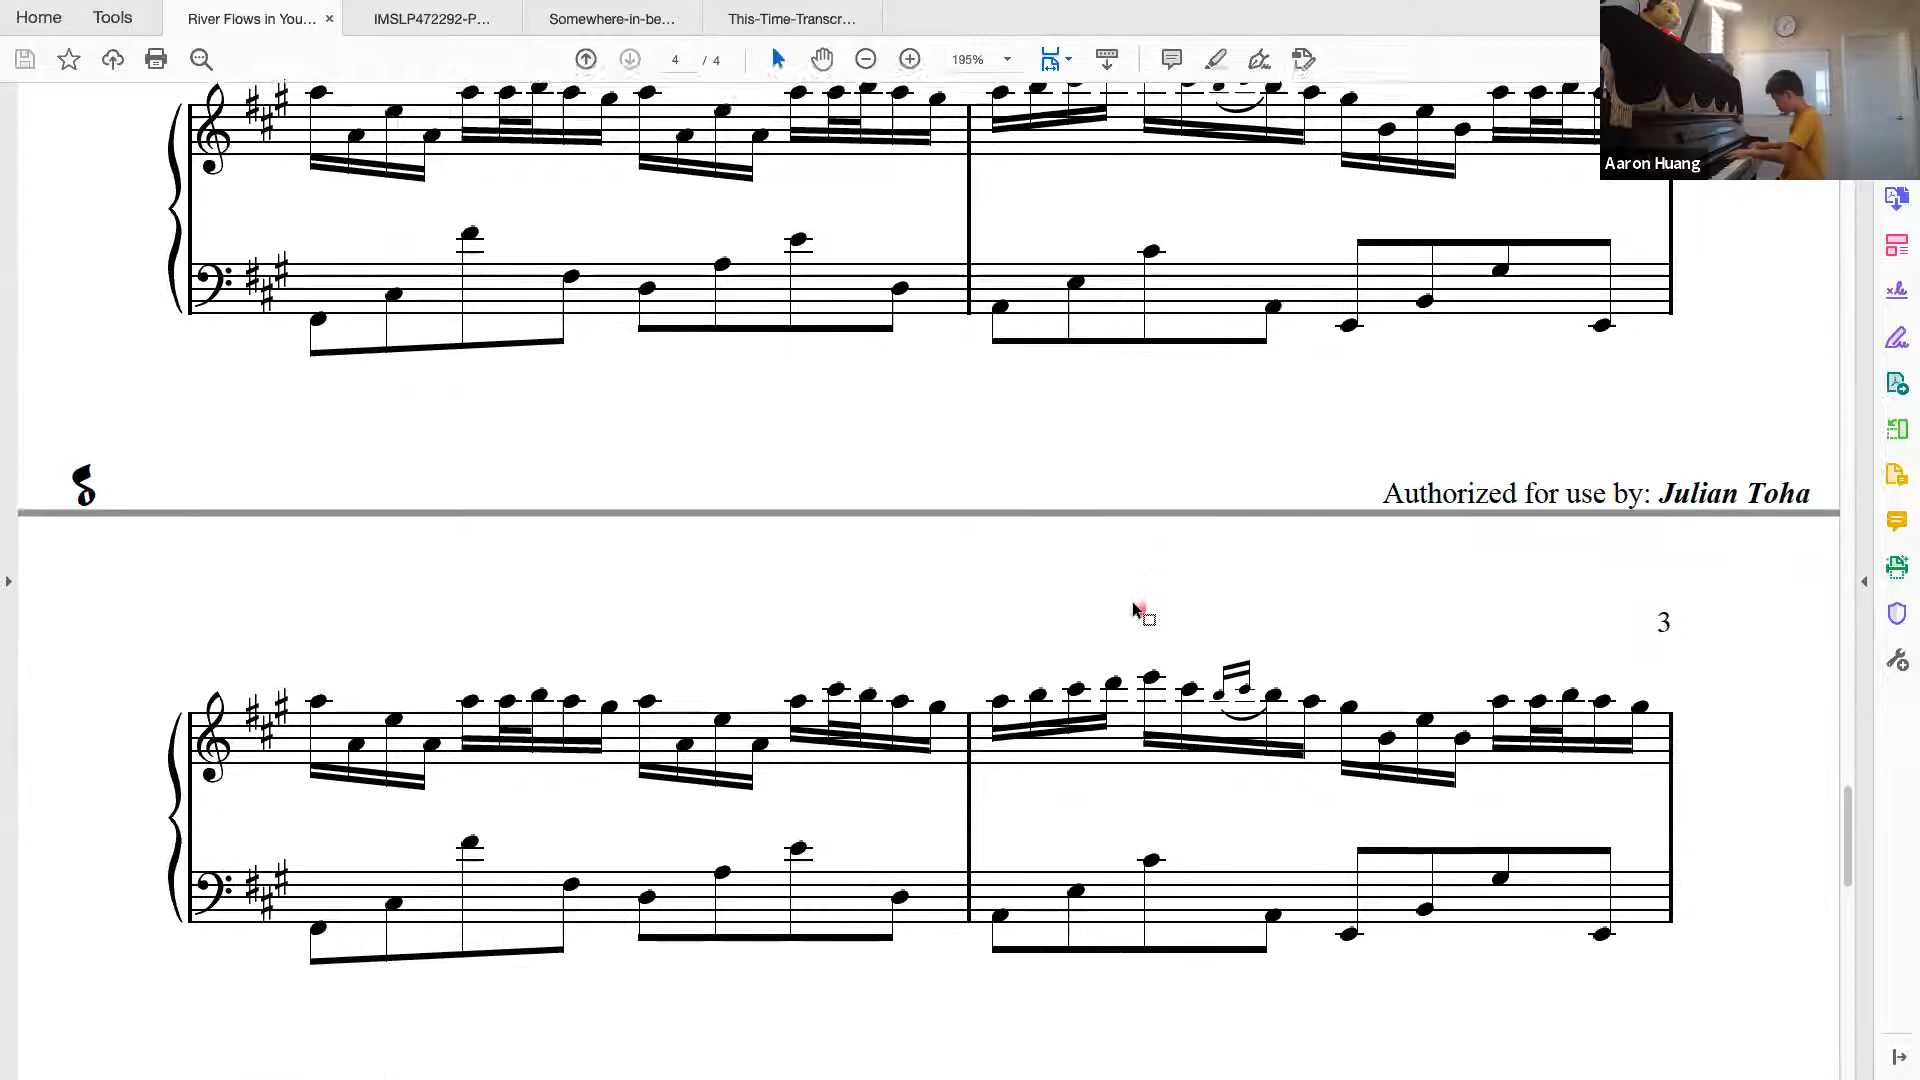 Home Tools River Flows in You... × IMSLP472292-P... Somewhere-in-be... This-Time-Transcr...
4 / 4 195%
Aaron Huang
8
Authorized for use by: Julian Toha
3